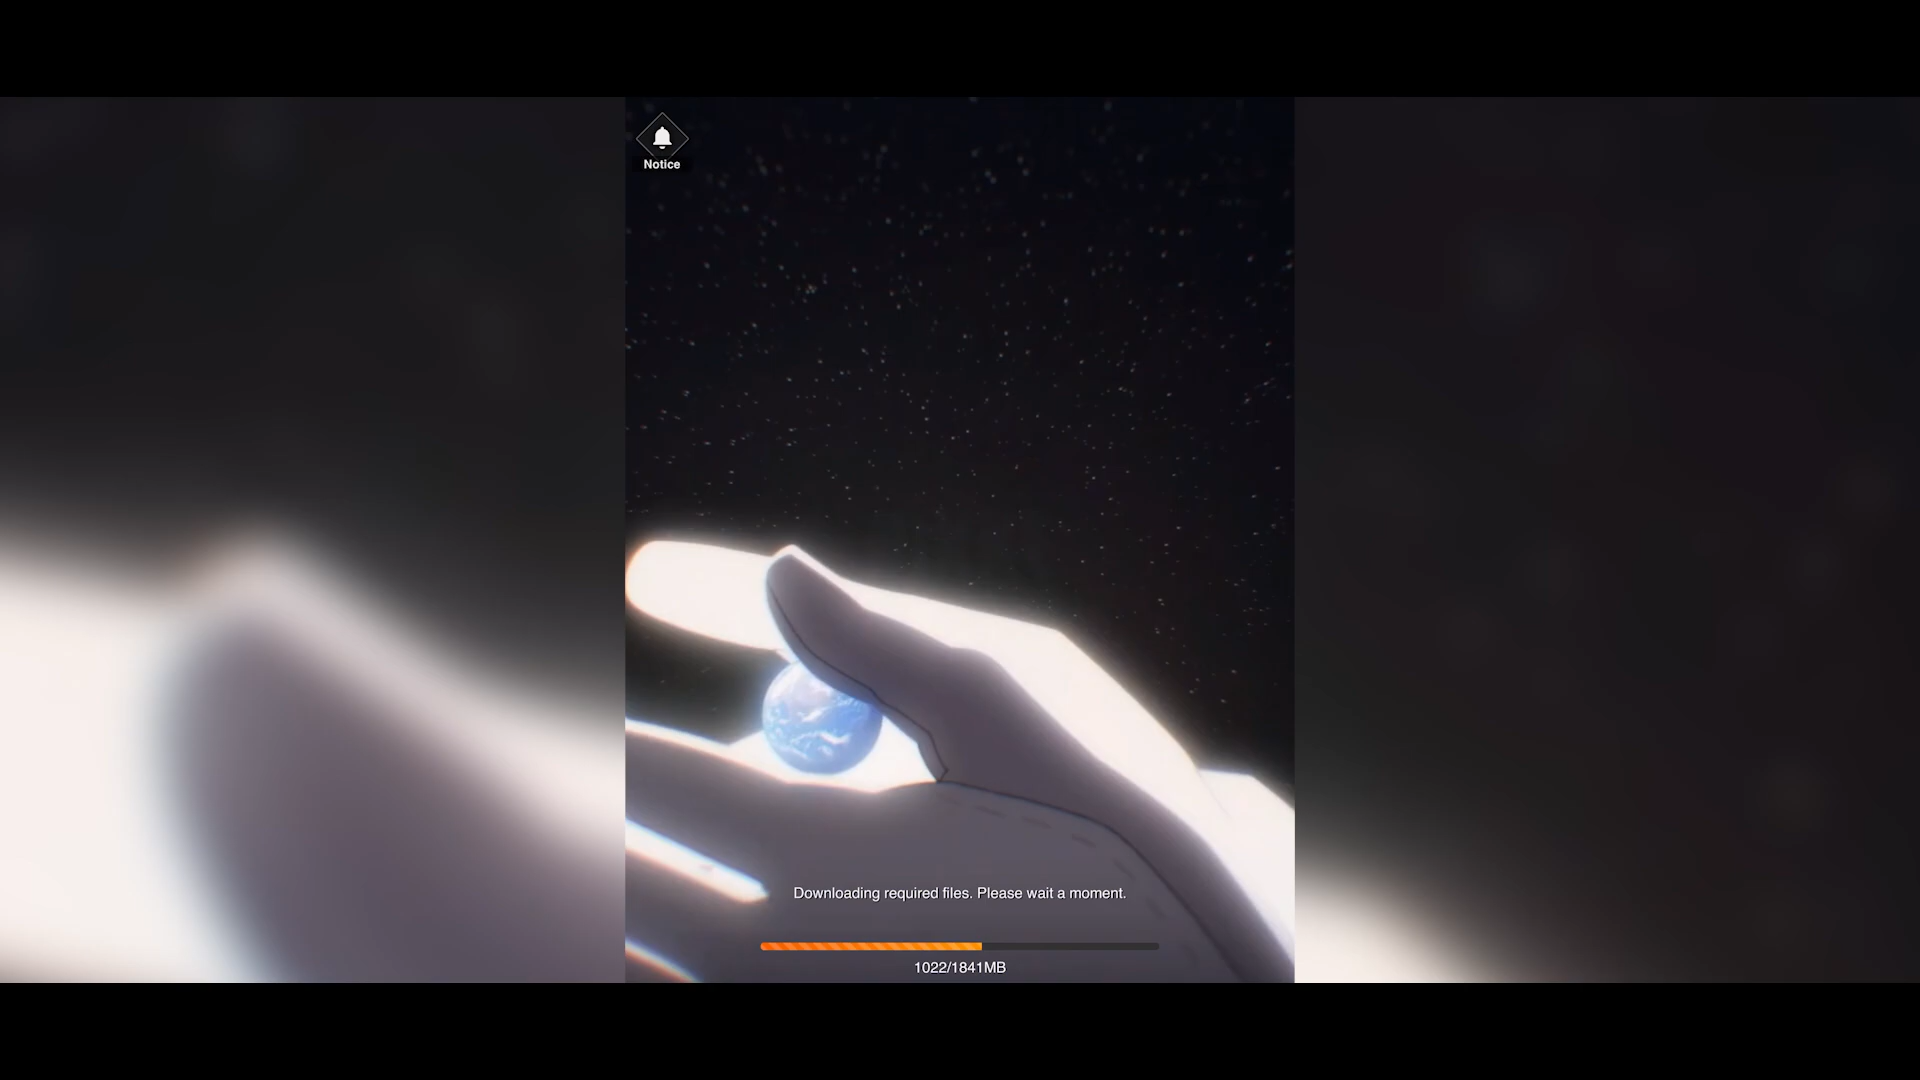 Notice
Downloading required files. Please wait a moment.
1022/1841MB